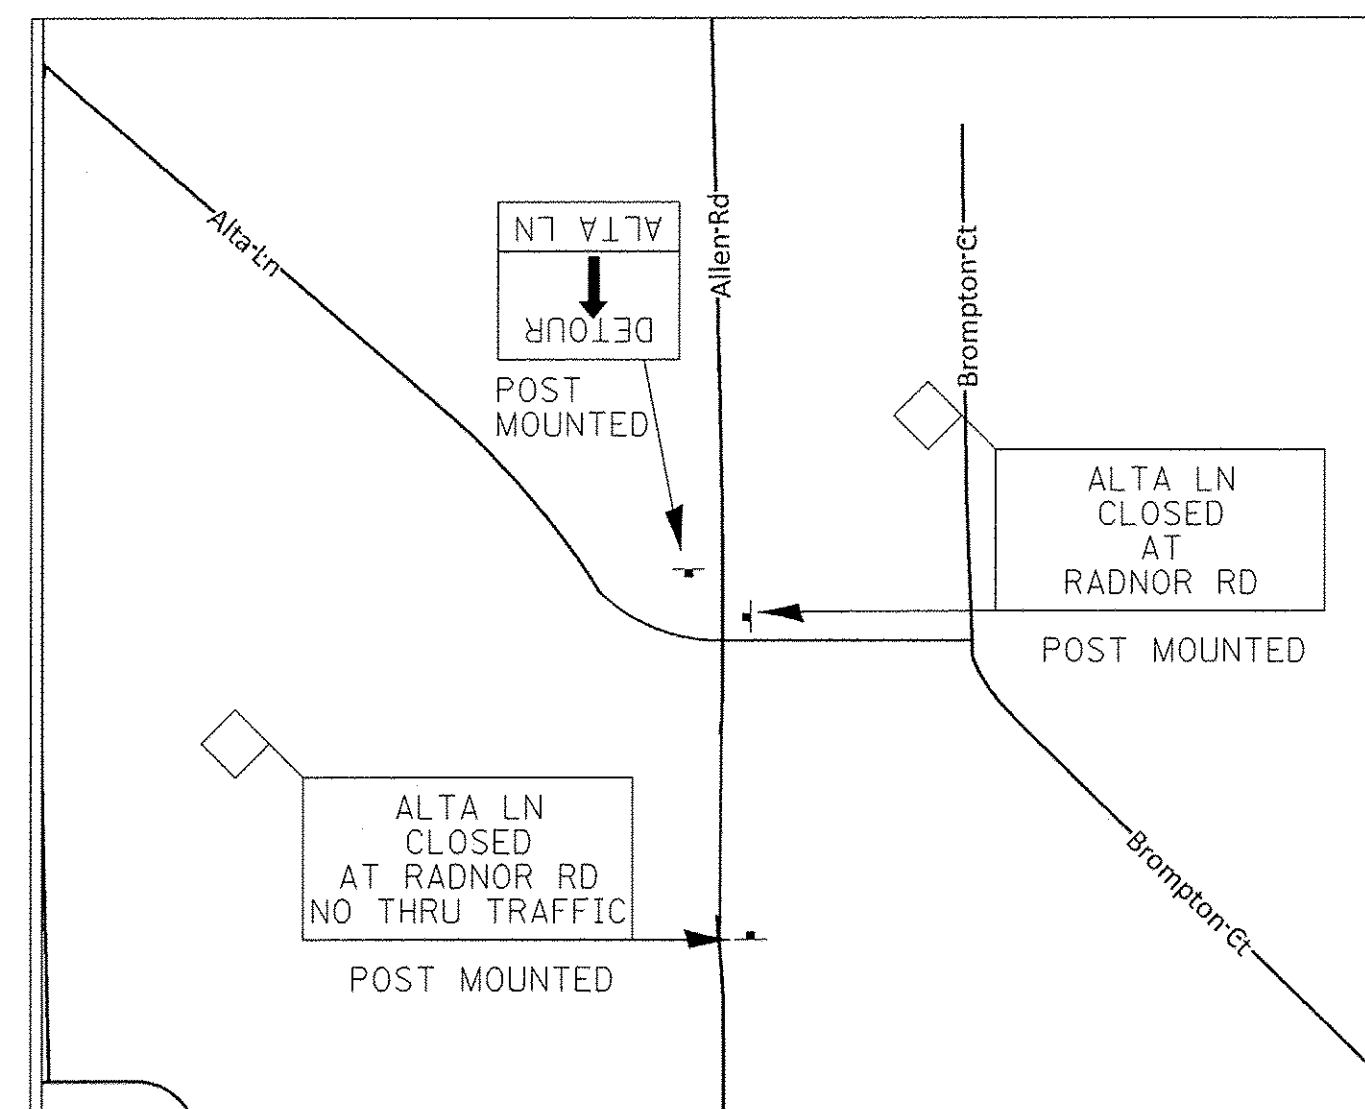 Alta Ln
Allen Rd
Brompton Ct
ALTA LN
DETOUR
POST
MOUNTED
ALTA LN
CLOSED
AT
RADNOR RD
POST MOUNTED
ALTA LN
CLOSED
AT RADNOR RD
NO THRU TRAFFIC
POST MOUNTED
Brompton Ct